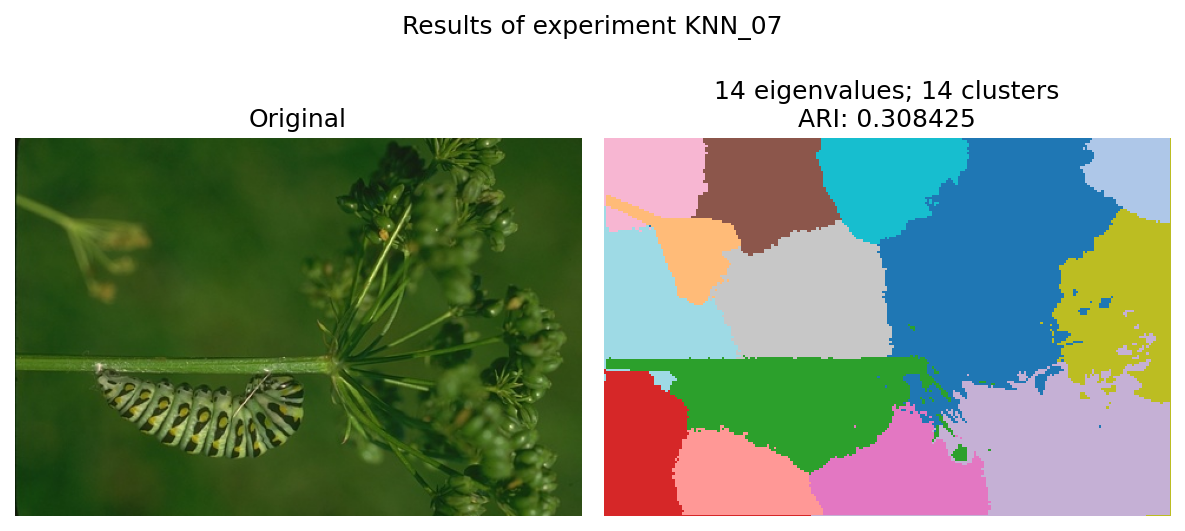 Results of experiment KNN_07
Original
14 eigenvalues; 14 clusters
ARI: 0.308425